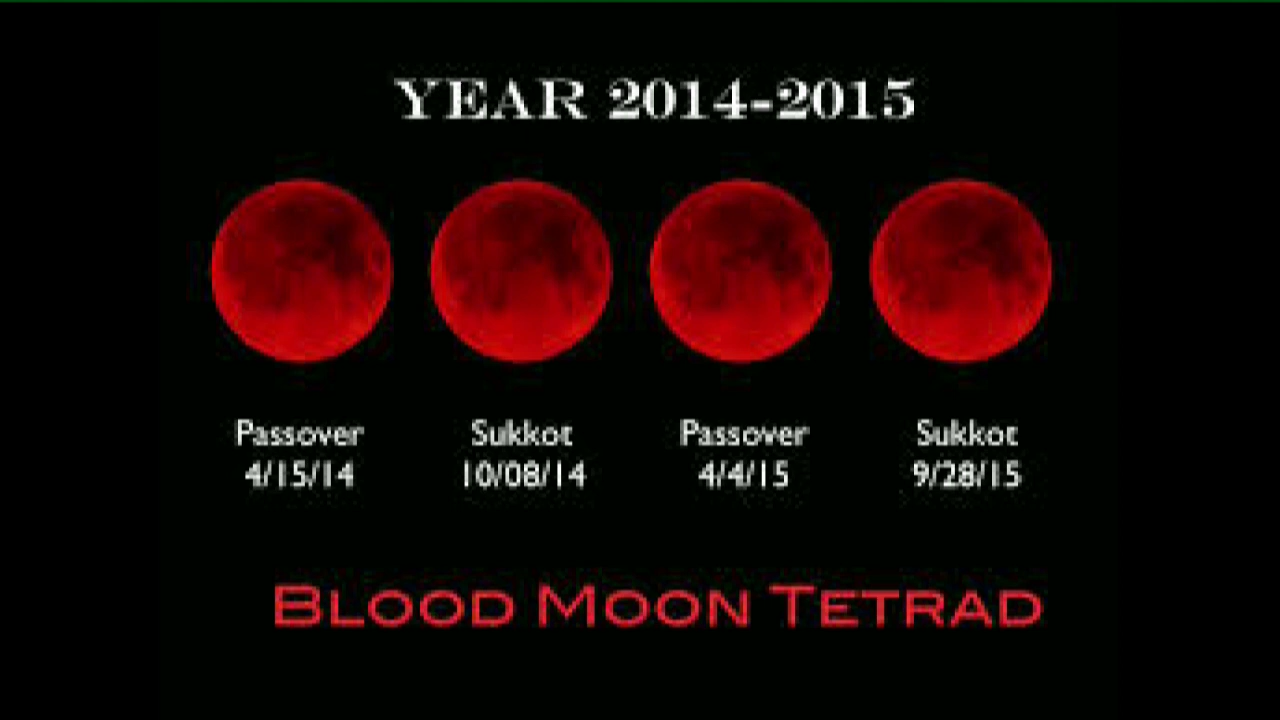 YEAR 2014-2015
Passover Sukkot Passover Sukkot
4/15/14 10/08/14 4/4/15 9/28/15
BLOOD MOON TETRAD